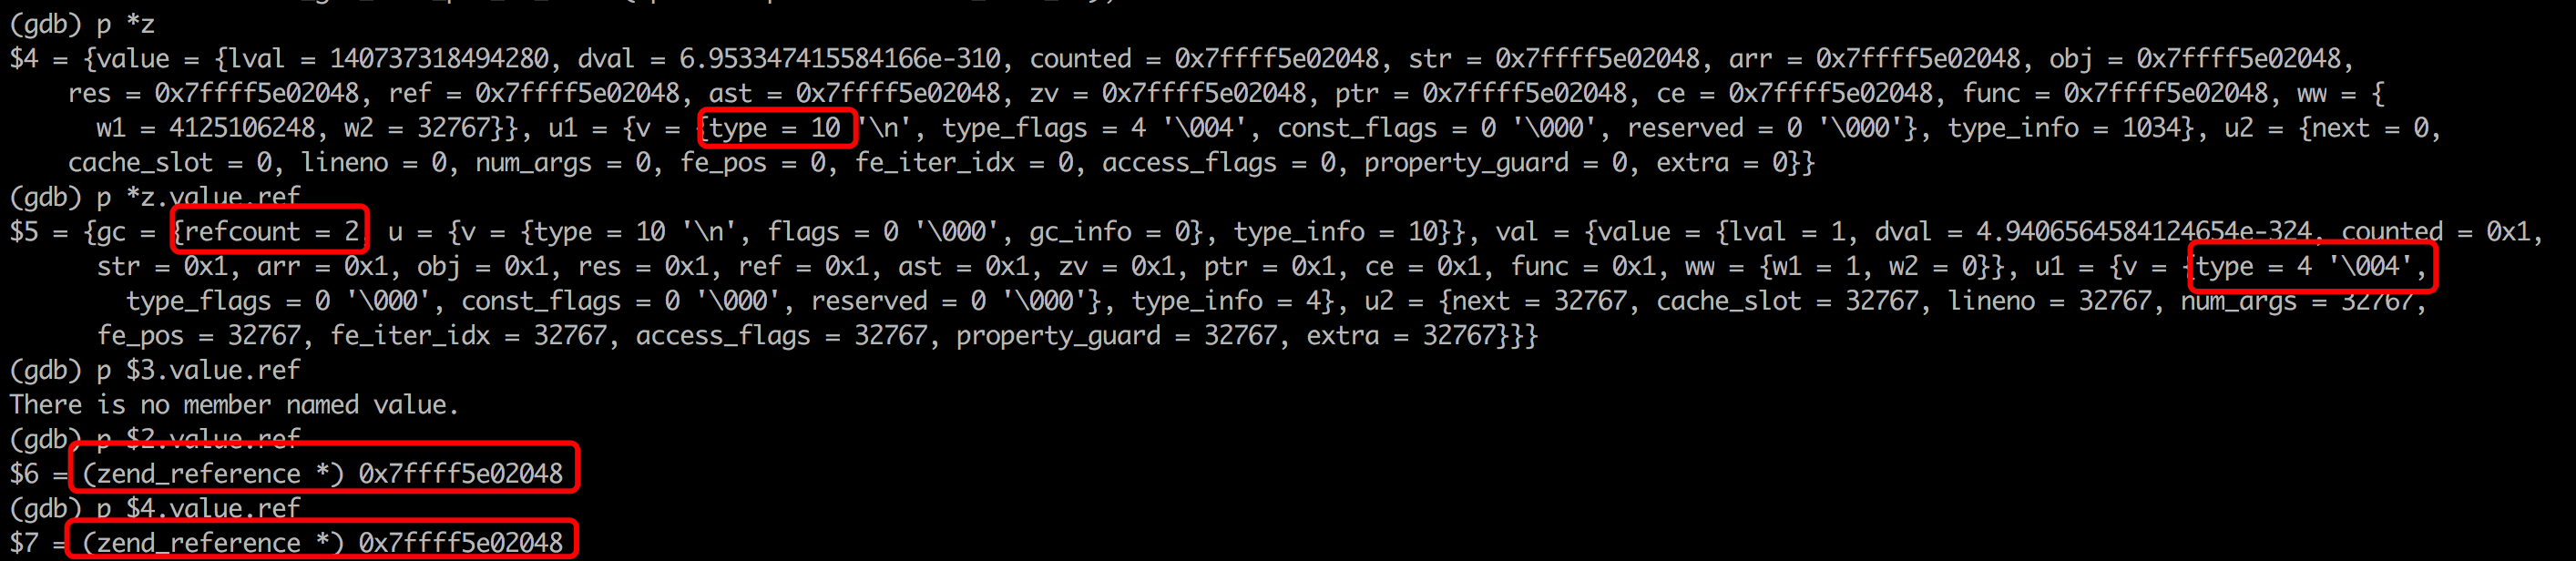 (gdb) p *z
$4 = {value = {lval = 140737318494280, dval = 6.9533474155841​66e-310, counted = 0x7ffff5e02048, str = 0x7ffff5e02048, arr = 0x7ffff5e02048, obj = 0x7ffff5e02048,
res = 0x7ffff5e02048, ref = 0x7ffff5e02048, ast = 0x7ffff5e02048, zv = 0x7ffff5e02048, ptr = 0x7ffff5e02048, ce = 0x7ffff5e02048, func = 0x7ffff5e02048, ww = {
w1 = 4125106248, w2 = 32767}}, u1 = {v = {type = 10 '\n', type_flags = 4 '\004', const_flags = 0 '\000', reserved = 0 '\000'}, type_info = 1034}, u2 = {next = 0,
cache_slot = 0, lineno = 0, num_args = 0, fe_pos = 0, fe_iter_idx = 0, access_flags = 0, property_guard = 0, extra = 0}}
(gdb) p *z.value.ref
$5 = {gc = {refcount = 2, u = {v = {type = 10 '\n', flags = 0 '\000', gc_info = 0}, type_info = 10}}, val = {value = {lval = 1, dval = 4.9406564584124654e-324, counted = 0x1,
str = 0x1, arr = 0x1, obj = 0x1, res = 0x1, ref = 0x1, ast = 0x1, zv = 0x1, ptr = 0x1, ce = 0x1, func = 0x1, ww = {w1 = 1, w2 = 0}}, u1 = {v = {type = 4 '\004',
type_flags = 0 '\000', const_flags = 0 '\000', reserved = 0 '\000'}, type_info = 4}, u2 = {next = 32767, cache_slot = 32767, lineno = 32767, num_args = 32767,
fe_pos = 32767, fe_iter_idx = 32767, access_flags = 32767, property_guard = 32767, extra = 32767}}}
(gdb) p $3.value.ref
There is no member named value.
(gdb) p $2.value.ref
$6 = (zend_reference *) 0x7ffff5e02048
(gdb) p $4.value.ref
$7 = (zend_reference *) 0x7ffff5e02048